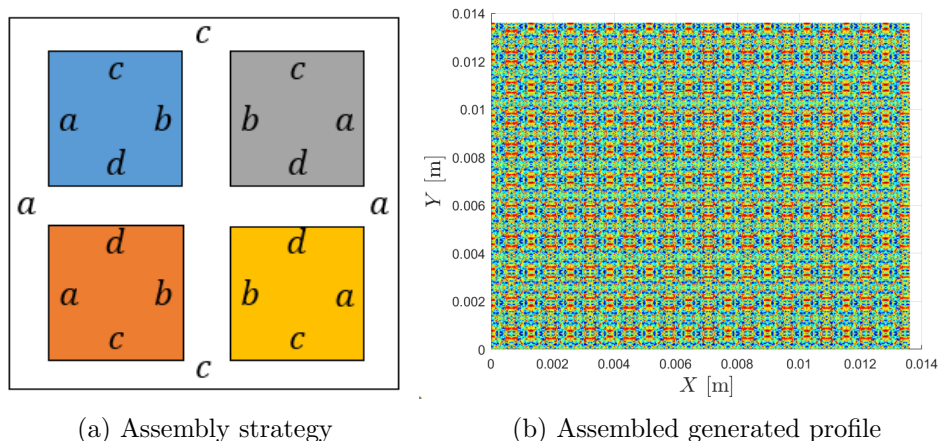 c
c c
a b b a
d d
a a
d d
a b b a
c c
c
(a) Assembly strategy
0.014
0.012
0.01
0.008
0.006
0.004
0.002
0
Y [m]
0 0.002 0.004 0.006 0.008 0.01 0.012 0.014
X [m]
(b) Assembled generated profile